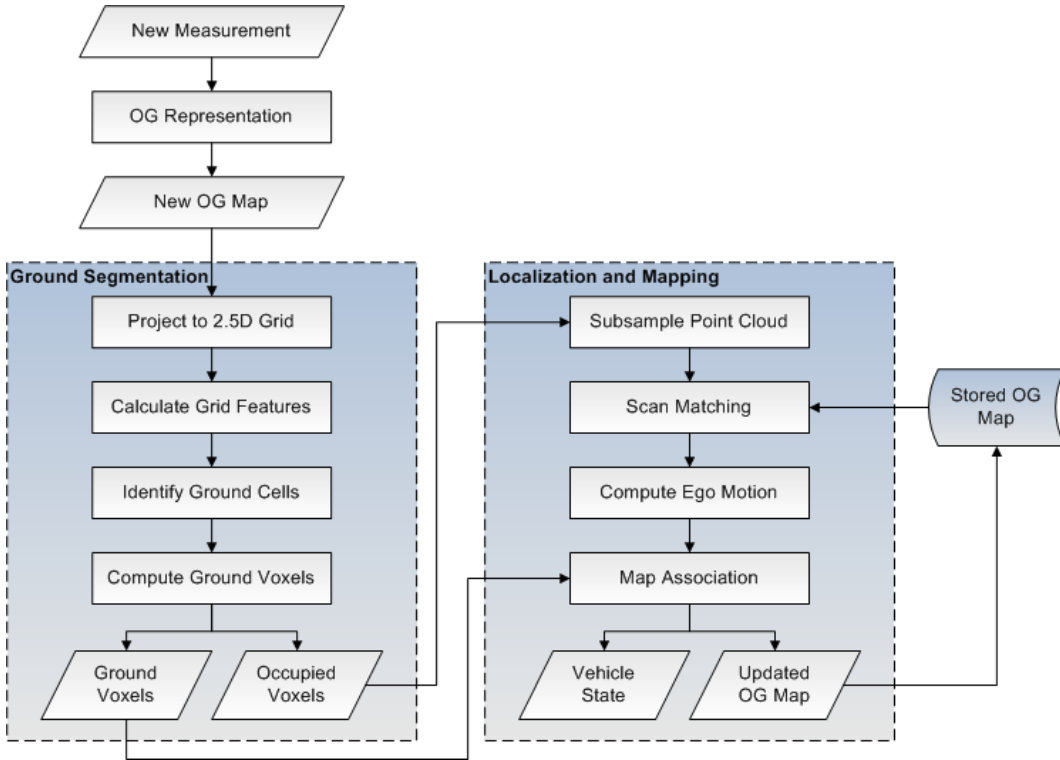 New Measurement
OG Representation
New OG Map
Ground Segmentation
Project to 2.5D Grid
Calculate Grid Features
Identify Ground Cells
Compute Ground Voxels
Ground
Voxels
Occupied
Voxels
Localization and Mapping
Subsample Point Cloud
Scan Matching
Compute Ego Motion
Map Association
Vehicle
State
Updated
OG Map
Stored OG
Map